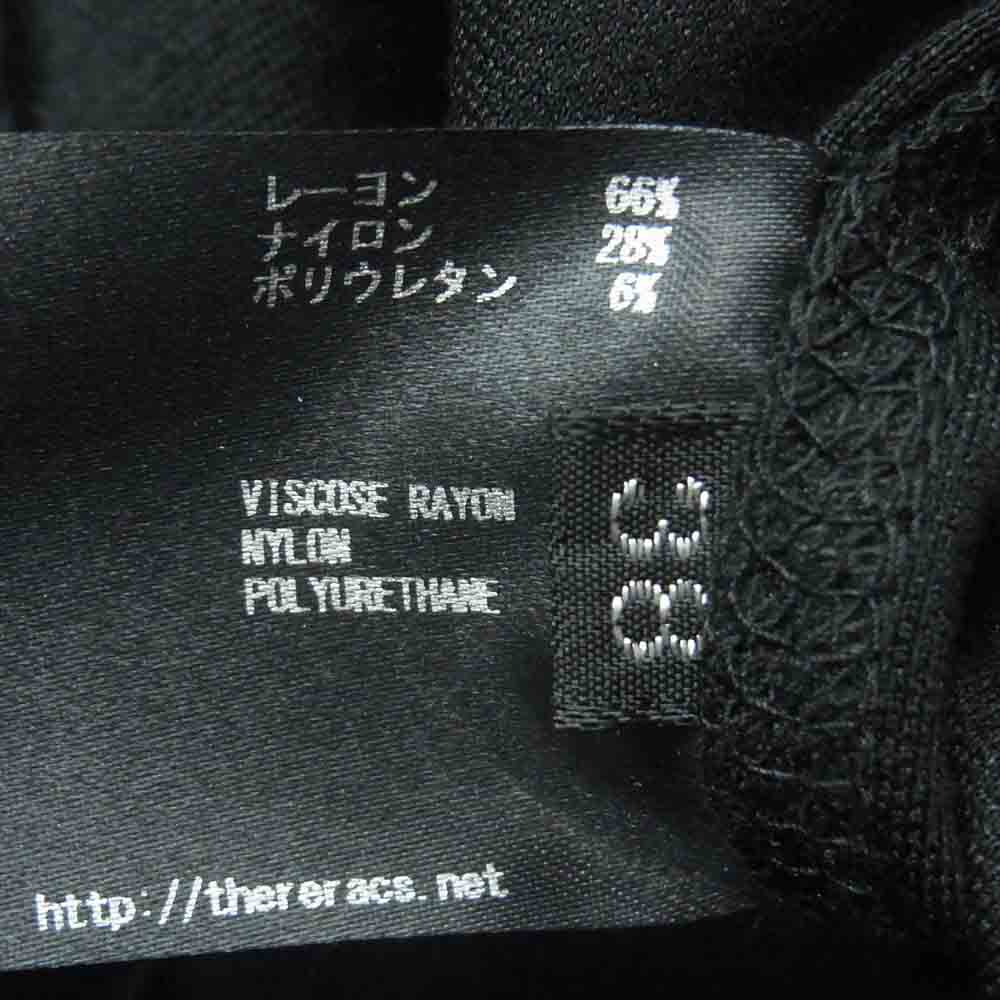 レーヨン 66%
ナイロン 28%
ポリウレタン 6%
VISCOSE RAYON
NYLON
POLYURETHANE
38
http://thereracs.net